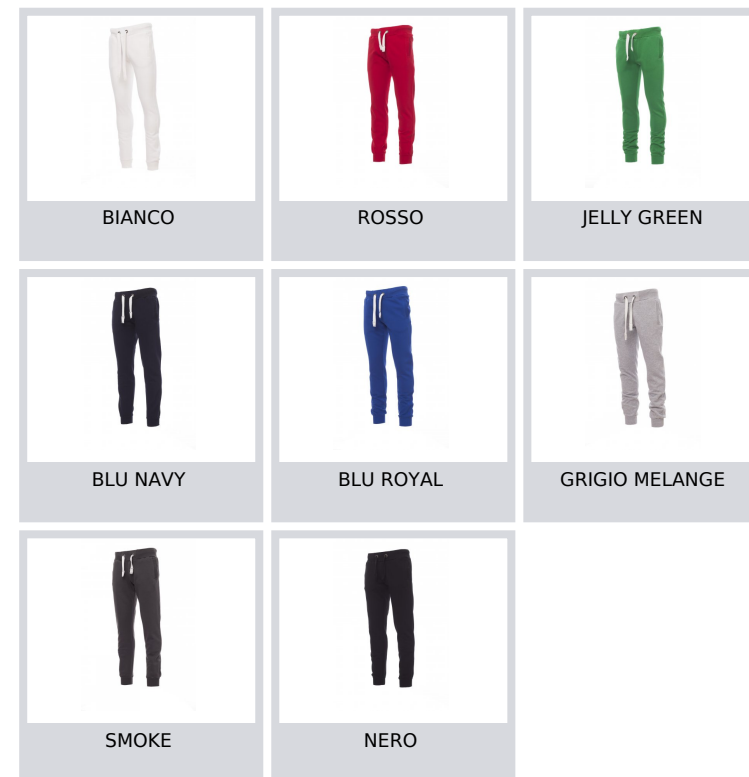 BIANCO
ROSSO
JELLY GREEN
BLU NAVY
BLU ROYAL
GRIGIO MELANGE
SMOKE
NERO